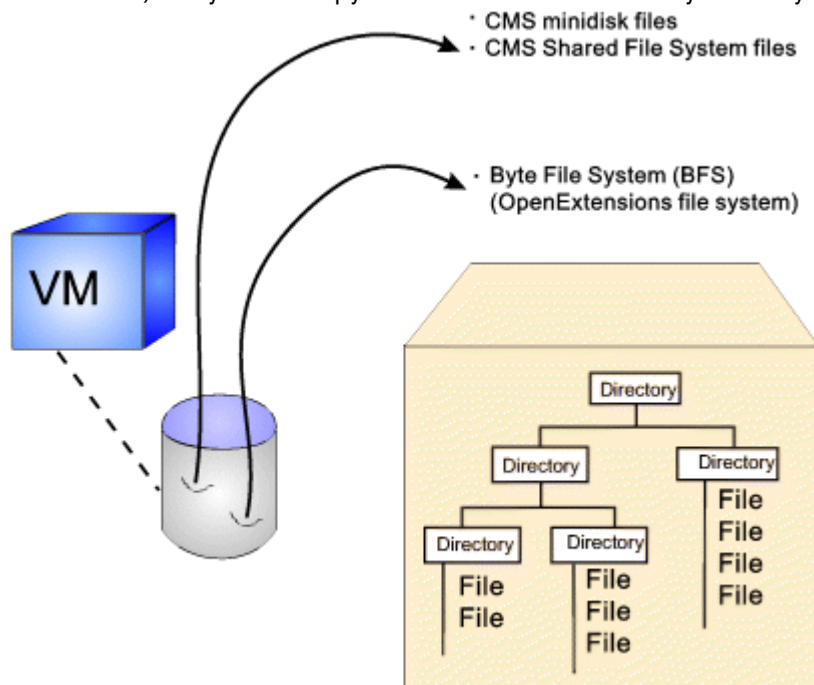 · CMS minidisk files
· CMS Shared File System files
· Byte File System (BFS)
(OpenExtensions file system)
VM
Directory
Directory
Directory
File
File
File
File
Directory
Directory
File
File
File
File
File